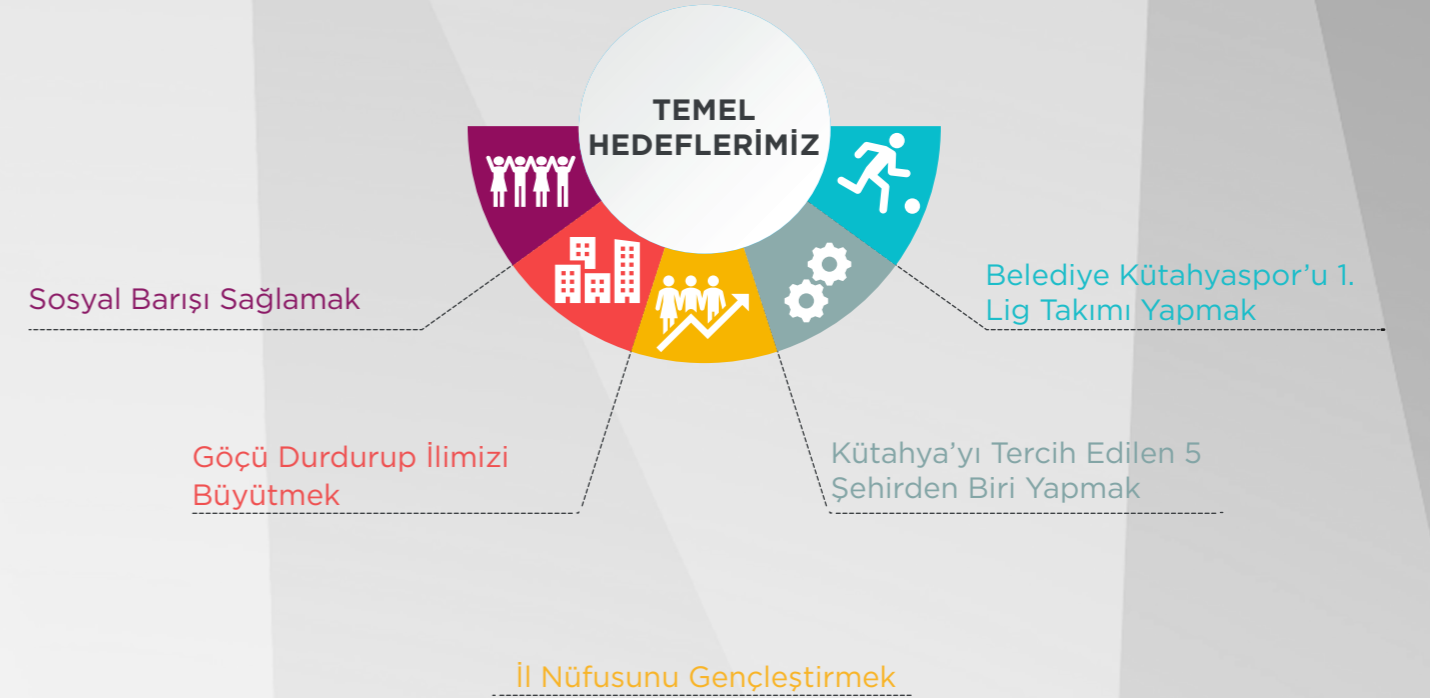 TEMEL
HEDEFLERİMİZ
Sosyal Barışı Sağlamak
Belediye Kütahyaspor’u 1.
Lig Takımı Yapmak
Göçü Durdurup İlimizi
Büyütmek
Kütahya’yı Tercih Edilen 5
Şehirden Biri Yapmak
İl Nüfusunu Gençleştirmek